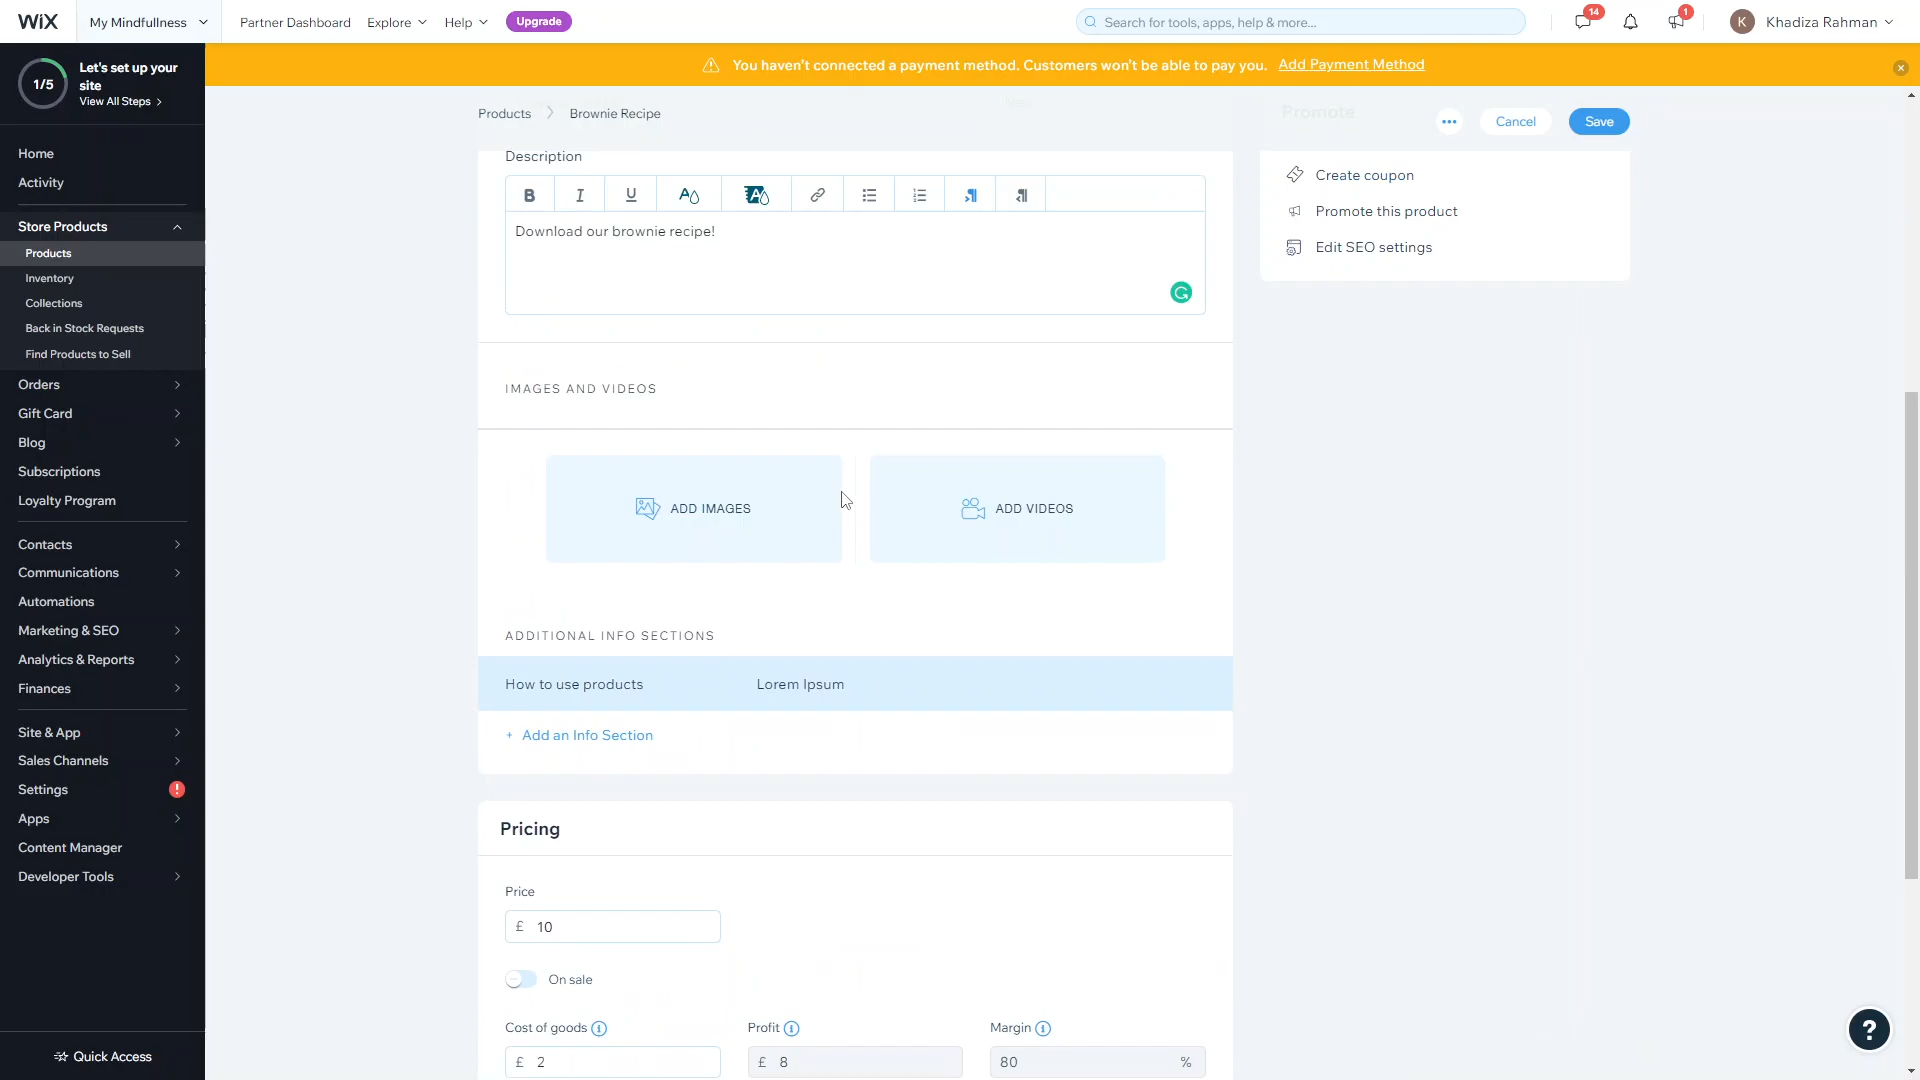 WiX
My Mindfullness
Partner Dashboard
Explore
Help
Upgrade
Search for tools, apps, help & more...
14
1
K
Khadiza Rahman
1/5
Let's set up your
site
View All Steps
You haven't connected a payment method. Customers won't be able to pay you. Add Payment Method
Home
Activity
Store Products
Products
Inventory
Collections
Back in Stock Requests
Find Products to Sell
Orders
Gift Card
Blog
Subscriptions
Loyalty Program
Contacts
Communications
Automations
Marketing & SEO
Analytics & Reports
Finances
Site & App
Sales Channels
Settings
!
Apps
Content Manager
Developer Tools
Quick Access
Products
Brownie Recipe
Promote
Cancel
Save
Description
B I U A A
Download our brownie recipe!
IMAGES AND VIDEOS
ADD IMAGES
ADD VIDEOS
ADDITIONAL INFO SECTIONS
How to use products
Lorem Ipsum
+ Add an Info Section
Pricing
Price
£ 10
On sale
Cost of goods
Profit
Margin
£ 2
£ 8
80 %
Create coupon
Promote this product
Edit SEO settings
?